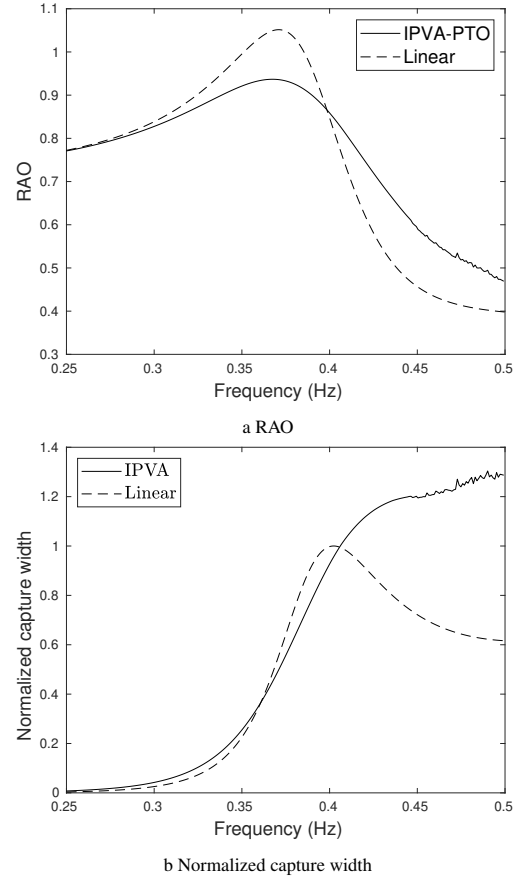 1.1
1
0.9
0.8
0.7
0.6
0.5
0.4
0.3
RAO
IPVA-PTO
Linear
0.25 0.3 0.35 0.4 0.45 0.5
Frequency (Hz)
a RAO
1.4
1.2
1
0.8
0.6
0.4
0.2
0
Normalized capture width
IPVA
Linear
0.25 0.3 0.35 0.4 0.45 0.5
Frequency (Hz)
b Normalized capture width